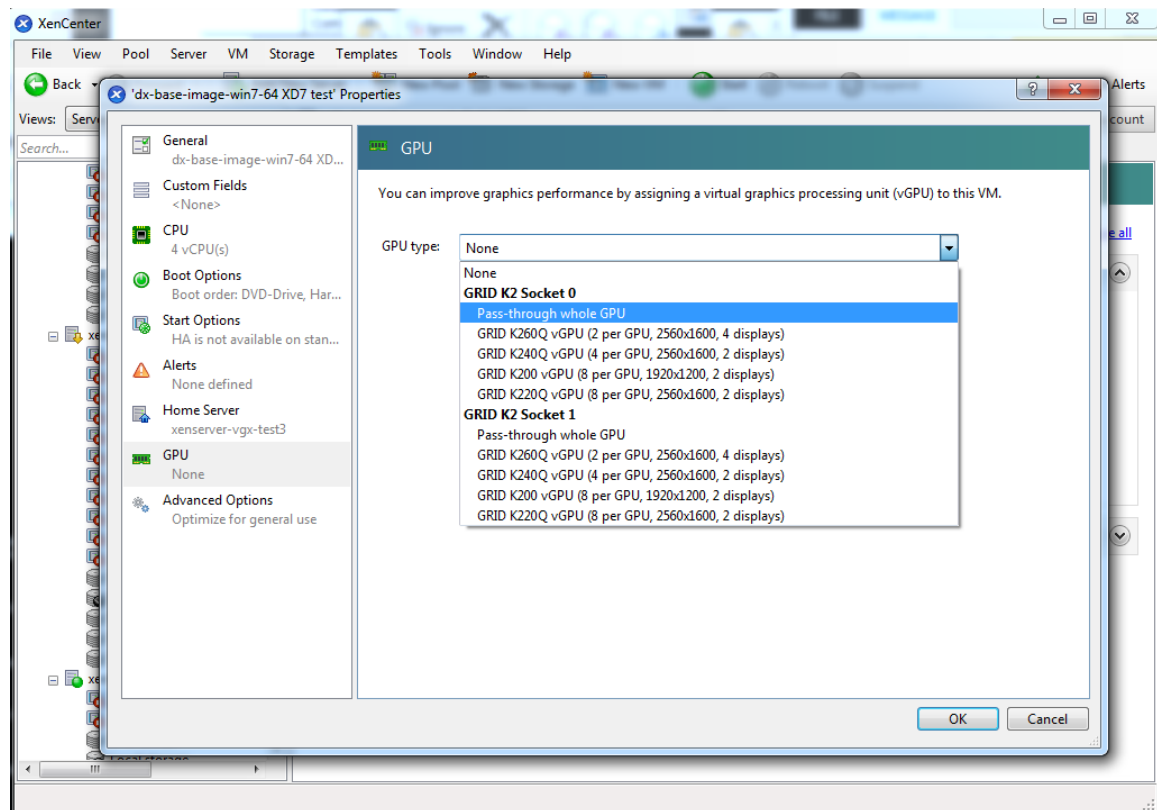 XenCenter
File View Pool Server VM Storage Templates Tools Window Help
Back
Alerts
'dx-base-image-win7-64 XD7 test' Properties
Views:
Search...
General
dx-base-image-win7-64 XD...
Custom Fields
<None>
CPU
4 vCPU(s)
Boot Options
Boot order: DVD-Drive, Har...
Start Options
HA is not available on stan...
Alerts
None defined
Home Server
xenserver-vgx-test3
GPU
None
Advanced Options
Optimize for general use
GPU
You can improve graphics performance by assigning a virtual graphics processing unit (vGPU) to this VM.
GPU type: None
None
GRID K2 Socket 0
Pass-through whole GPU
GRID K260Q vGPU (2 per GPU, 2560x1600, 4 displays)
GRID K240Q vGPU (4 per GPU, 2560x1600, 2 displays)
GRID K200 vGPU (8 per GPU, 1920x1200, 2 displays)
GRID K220Q vGPU (8 per GPU, 2560x1600, 2 displays)
GRID K2 Socket 1
Pass-through whole GPU
GRID K260Q vGPU (2 per GPU, 2560x1600, 4 displays)
GRID K240Q vGPU (4 per GPU, 2560x1600, 2 displays)
GRID K200 vGPU (8 per GPU, 1920x1200, 2 displays)
GRID K220Q vGPU (8 per GPU, 2560x1600, 2 displays)
OK
Cancel